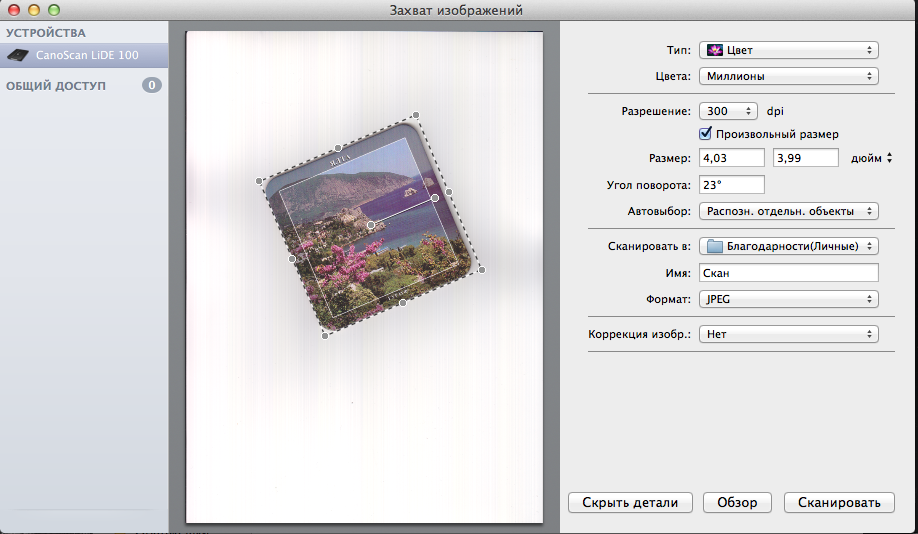 Захват изображений
УСТРОЙСТВА
CanoScan LiDE 100
ОБЩИЙ ДОСТУП 0
ЯЛТА
Тип: Цвет
Цвета: Миллионы
Разрешение: 300 dpi
Произвольный размер
Размер: 4,03 3,99 дюйм
Угол поворота: 23°
Автовыбор: Распозн. отдельн. объекты
Сканировать в: Благодарности(Личные)
Имя: Скан
Формат: JPEG
Коррекция изобр.: Нет
Скрыть детали Обзор Сканировать